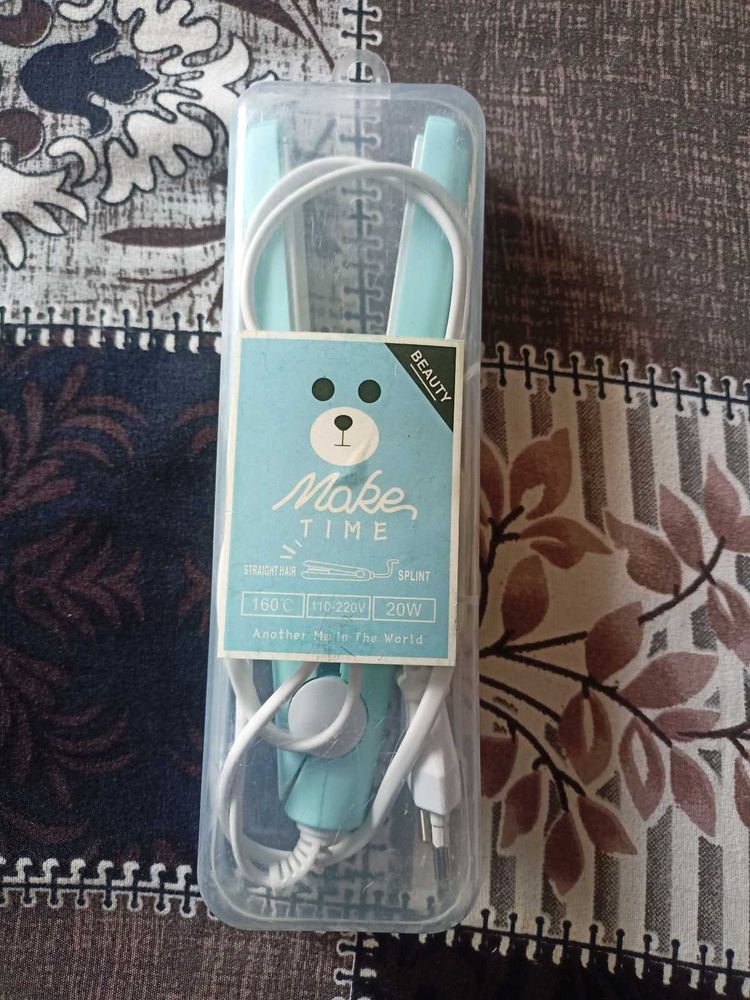 BEAUTY
Make
TIME
STRAIGHT HAIR SPLINT
160℃ 110-220V 20W
Another Me In The World